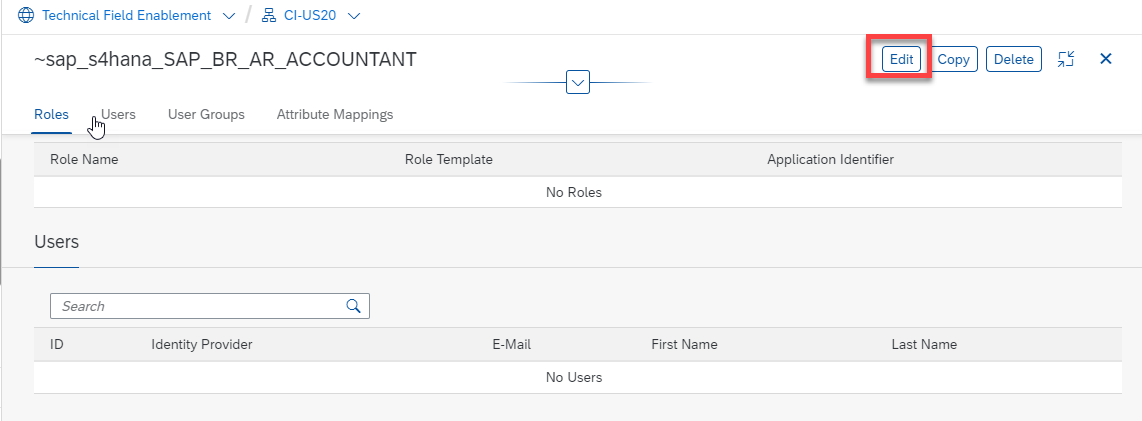 Technical Field Enablement / CI-US20
~sap_s4hana_SAP_BR_AR_ACCOUNTANT Edit Copy Delete
Roles Users User Groups Attribute Mappings
Role Name Role Template Application Identifier
No Roles
Users
Search
ID Identity Provider E-Mail First Name Last Name
No Users